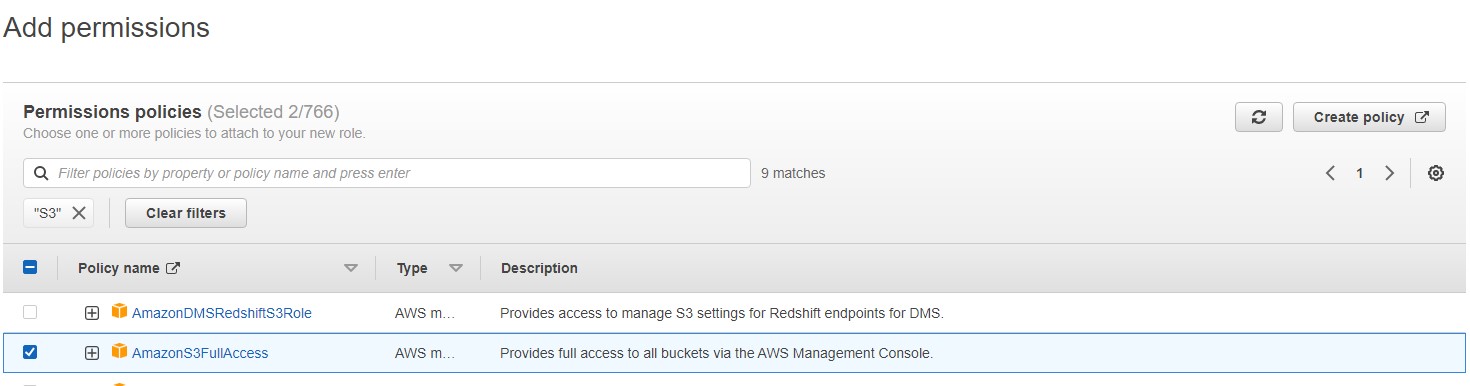 Add permissions
Permissions policies (Selected 2/766)
Choose one or more policies to attach to your new role.
Create policy
Filter policies by property or policy name and press enter
9 matches
1
"S3"
Clear filters
Policy name Type Description
AmazonDMSRedshiftS3Role AWS m... Provides access to manage S3 settings for Redshift endpoints for DMS.
AmazonS3FullAccess AWS m... Provides full access to all buckets via the AWS Management Console.